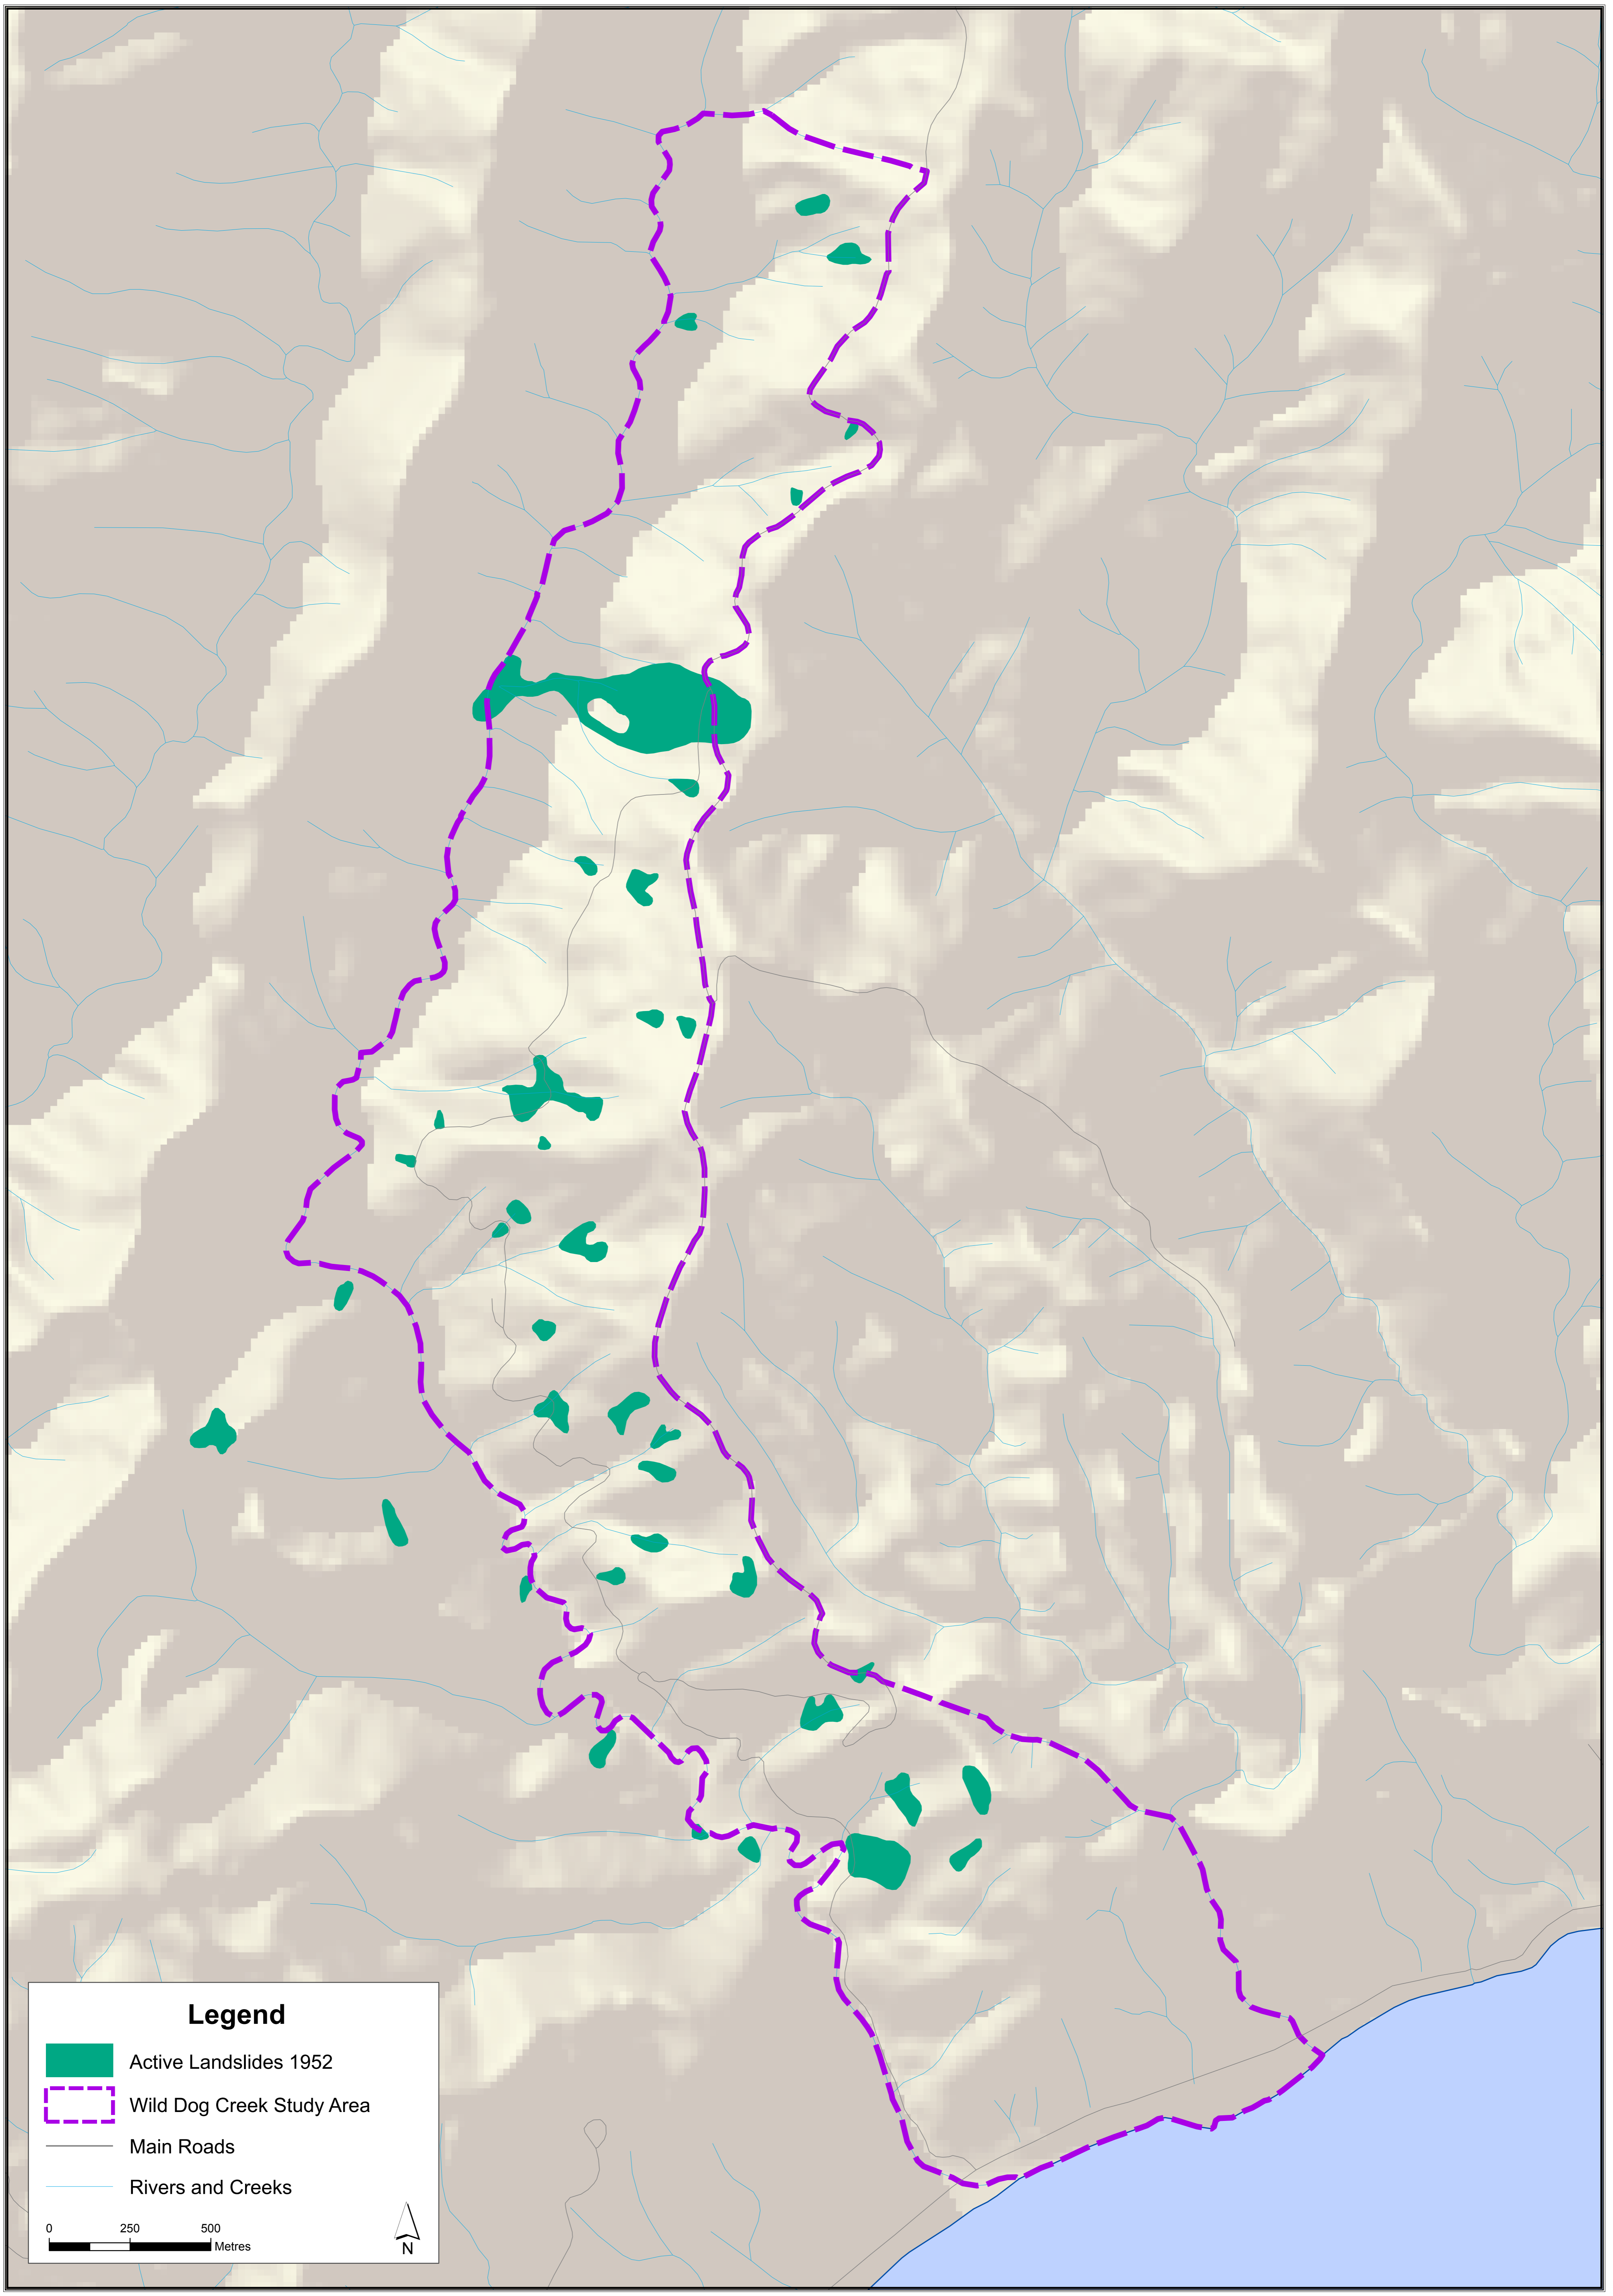 Legend
Active Landslides 1952
Wild Dog Creek Study Area
Main Roads
Rivers and Creeks
0 250 500
Metres
N